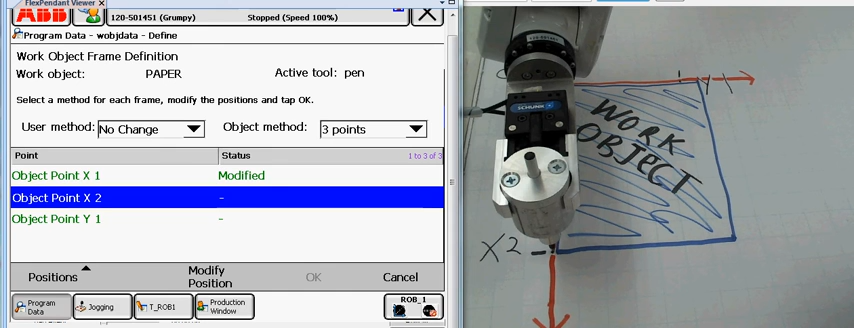 FlexPendant Viewer
ABB
120-501451 (Grumpy)
Stopped (Speed 100%)
Program Data - wobjdata - Define
Work Object Frame Definition
Work object:
PAPER
Active tool: pen
Select a method for each frame, modify the positions and tap OK.
User method:
No Change
Object method:
3 points
Point
Status
1 to 3 of 3
Object Point X 1
Modified
Object Point X 2
-
Object Point Y 1
-
Positions
Modify
Position
OK
Cancel
Program
Data
Jogging
T_ROB1
Production
Window
ROB_1
SCHUNK
WORK
OBJECT
X2